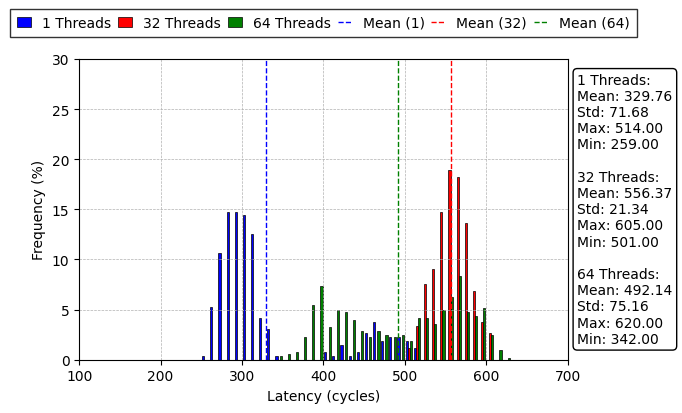 1 Threads 32 Threads 64 Threads Mean (1) Mean (32) Mean (64)
30
25
20
15
10
5
0
Frequency (%)
100 200 300 400 500 600 700
Latency (cycles)
1 Threads:
Mean: 329.76
Std: 71.68
Max: 514.00
Min: 259.00
32 Threads:
Mean: 556.37
Std: 21.34
Max: 605.00
Min: 501.00
64 Threads:
Mean: 492.14
Std: 75.16
Max: 620.00
Min: 342.00